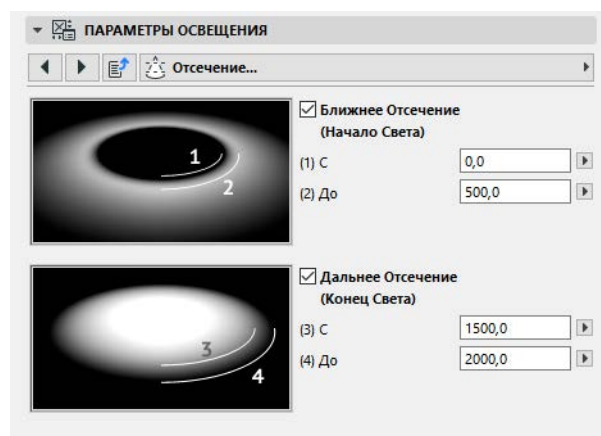 ПАРАМЕТРЫ ОСВЕЩЕНИЯ
Отсечение...
Ближнее Отсечение
(Начало Света)
1
2
(1) С 0,0
(2) До 500,0
Дальнее Отсечение
(Конец Света)
3
4
(3) С 1500,0
(4) До 2000,0